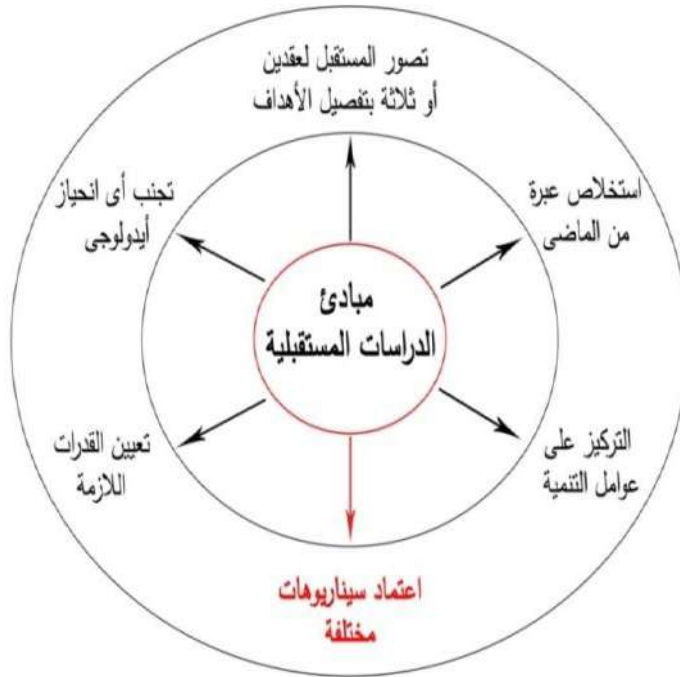 تصور المستقبل لعقدين
أو ثلاثة بتفصيل الأهداف
استخلاص عبرة
من الماضى
تجنب أى انحياز
أيدولوجى
مبادئ
الدراسات المستقبلية
التركيز على
عوامل التنمية
تعيين القدرات
اللازمة
اعتماد سيناريوهات
مختلفة